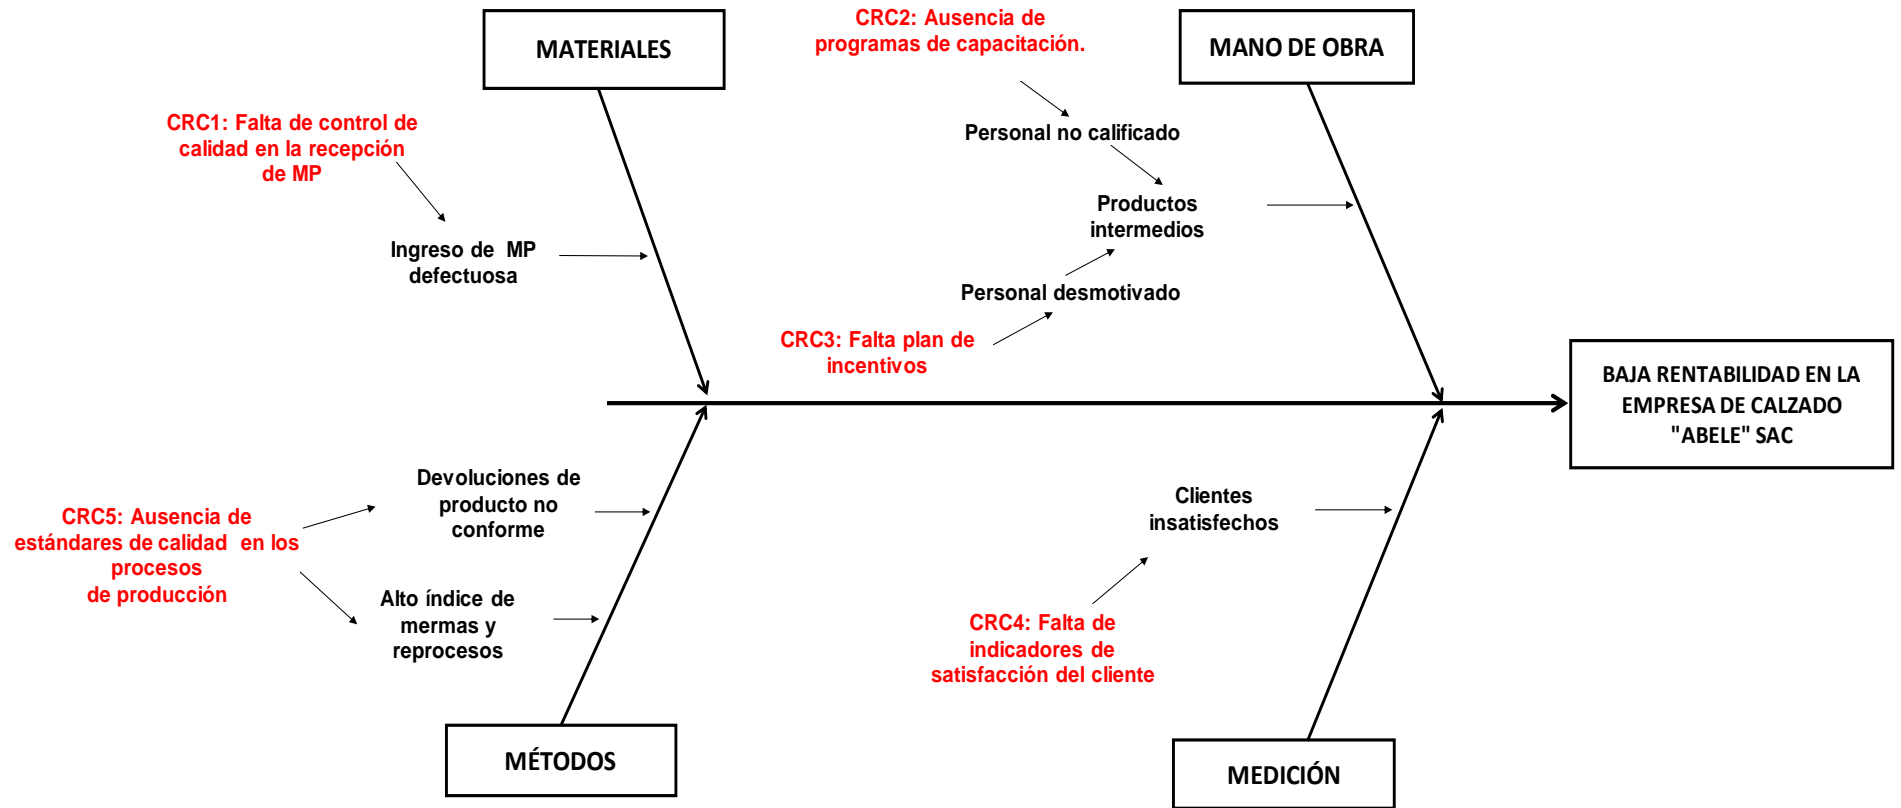 MATERIALES
CRC2: Ausencia de
programas de capacitación.
MANO DE OBRA
CRC1: Falta de control de
calidad en la recepción
de MP
Personal no calificado
Ingreso de MP
defectuosa
Productos
intermedios
Personal desmotivado
CRC3: Falta plan de
incentivos
BAJA RENTABILIDAD EN LA
EMPRESA DE CALZADO
"ABELE" SAC
Devoluciones de
producto no
conforme
CRC5: Ausencia de
estándares de calidad en los
procesos
de producción
Alto índice de
mermas y
reprocesos
Clientes
insatisfechos
CRC4: Falta de
indicadores de
satisfacción del cliente
MÉTODOS
MEDICIÓN